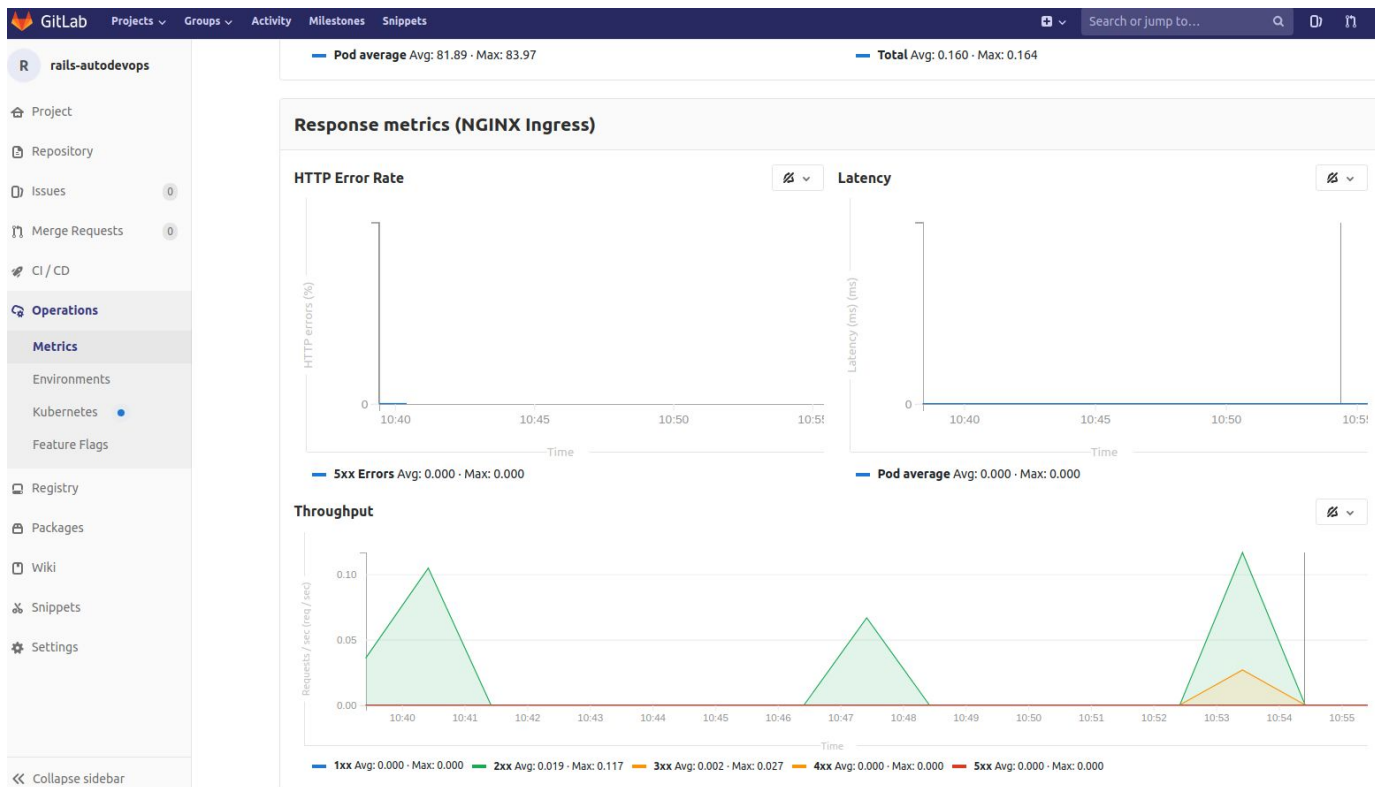 GitLab Projects Groups Activity Milestones Snippets Search or jump to...
R rails-autodevops
Project
Repository
Issues 0
Merge Requests 0
CI / CD
Operations
Metrics
Environments
Kubernetes
Feature Flags
Registry
Packages
Wiki
Snippets
Settings
Collapse sidebar
Pod average Avg: 81.89 · Max: 83.97
Total Avg: 0.160 · Max: 0.164
Response metrics (NGINX Ingress)
HTTP Error Rate
HTTP errors (%)
0
10:40 10:45 10:50 10:55
Time
5xx Errors Avg: 0.000 · Max: 0.000
Latency
Latency (ms) (ms)
0
10:40 10:45 10:50 10:55
Time
Pod average Avg: 0.000 · Max: 0.000
Throughput
Requests / sec (req / sec)
0.10
0.05
0.00
10:40 10:41 10:42 10:43 10:44 10:45 10:46 10:47 10:48 10:49 10:50 10:51 10:52 10:53 10:54 10:55
Time
1xx Avg: 0.000 · Max: 0.000 2xx Avg: 0.019 · Max: 0.117 3xx Avg: 0.002 · Max: 0.027 4xx Avg: 0.000 · Max: 0.000 5xx Avg: 0.000 · Max: 0.000